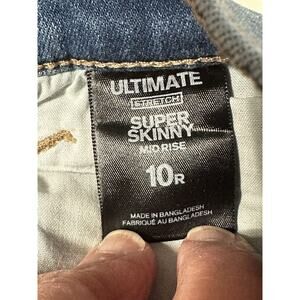 ULTIMATE
STRETCH
SUPER
SKINNY
MID RISE
10R
MADE IN BANGLADESH
FABRIQUÉ AU BANGLADESH